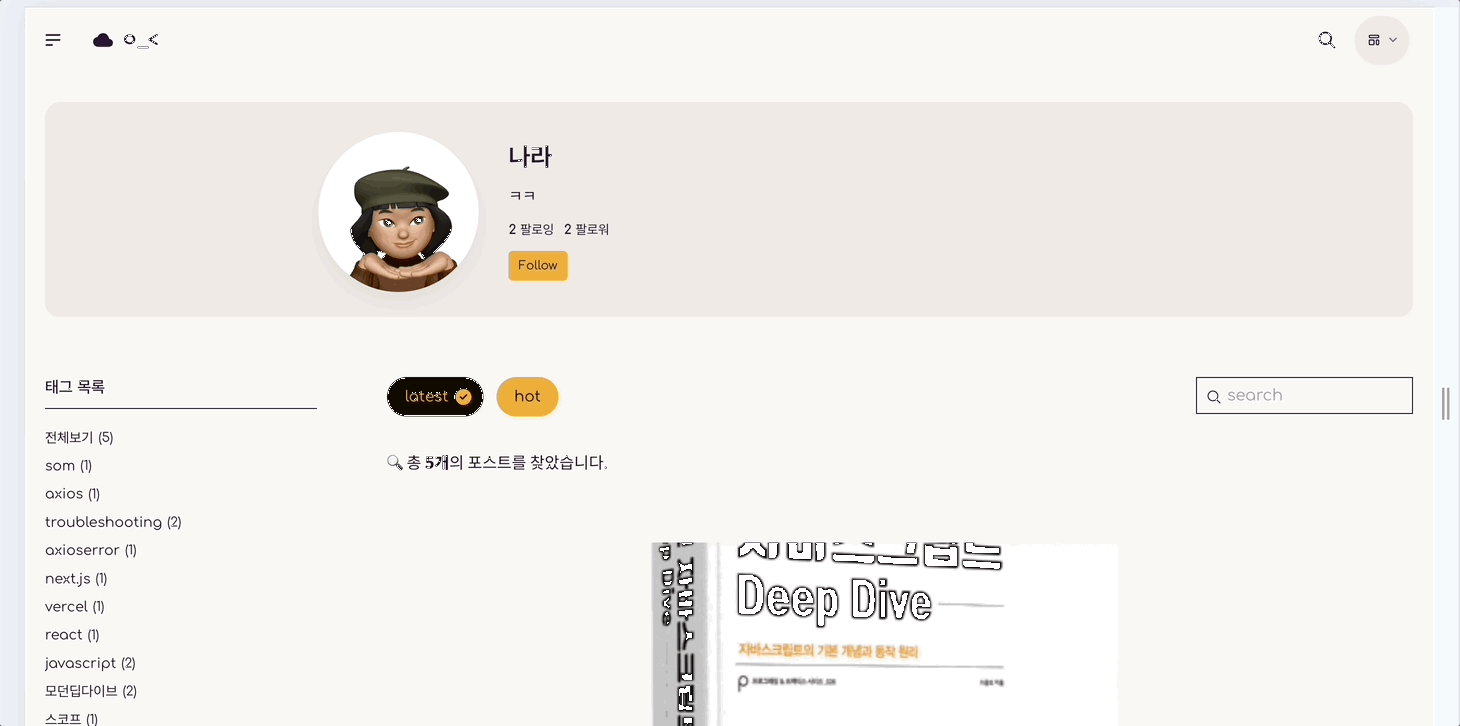 o_<
나라
ㅋㅋ
2 팔로잉 2 팔로워
Follow
태그 목록
전체보기 (5)
som (1)
axios (1)
troubleshooting (2)
axioserror (1)
next.js (1)
vercel (1)
react (1)
javascript (2)
모던딥다이브 (2)
스코프 (1)
latest
hot
search
총 5개의 포스트를 찾았습니다.
자바스크립트
Deep Dive
자바스크립트의 기본 개념과 동작 원리